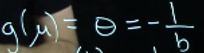 g(μ) = θ = -1/b